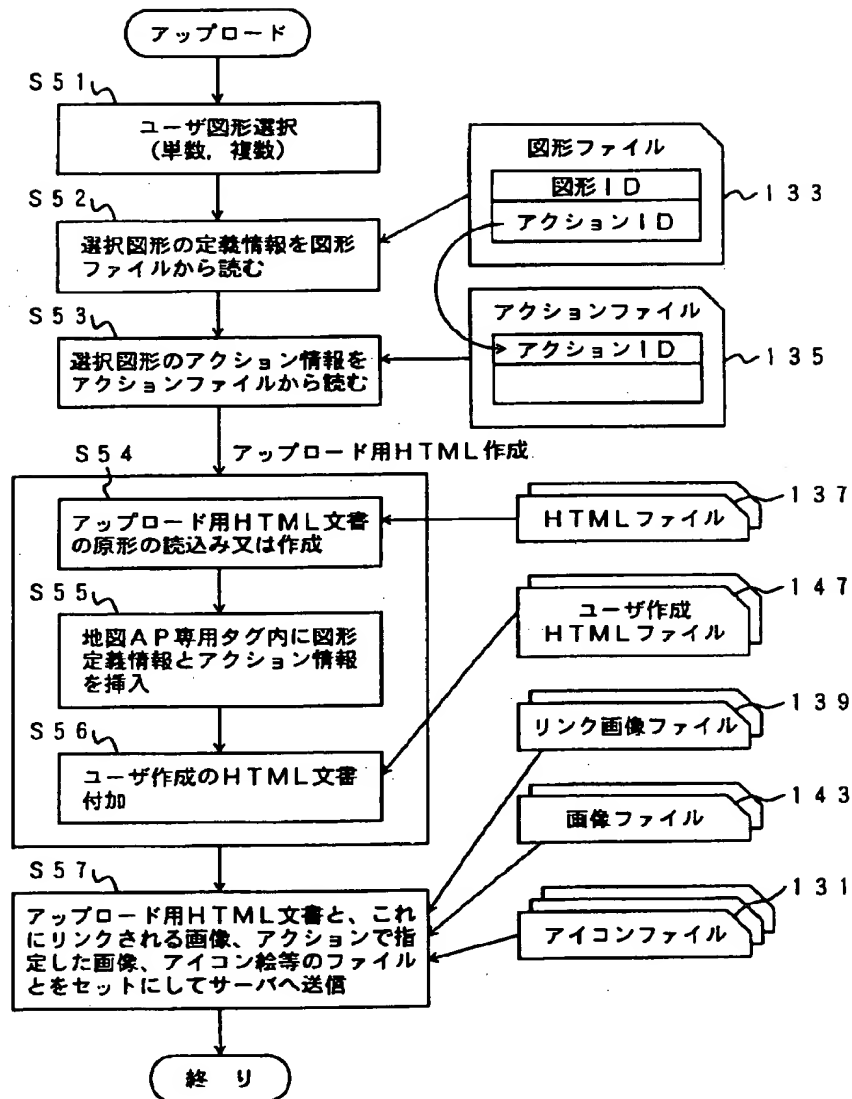 アップロード
S51
ユーザ図形選択
(単数,複数)
S52
選択図形の定義情報を図形
ファイルから読む
図形ファイル
図形ID
アクションID
133
S53
選択図形のアクション情報を
アクションファイルから読む
アクションファイル
アクションID
135
アップロード用HTML作成
S54
アップロード用HTML文書
の原形の読込み又は作成
HTMLファイル
137
S55
地図AP専用タグ内に図形
定義情報とアクション情報
を挿入
ユーザ作成
HTMLファイル
147
S56
ユーザ作成のHTML文書
付加
リンク画像ファイル
139
画像ファイル
143
S57
アップロード用HTML文書と、これ
にリンクされる画像、アクションで指
定した画像、アイコン絵等のファイル
とをセットにしてサーバへ送信
アイコンファイル
131
終り